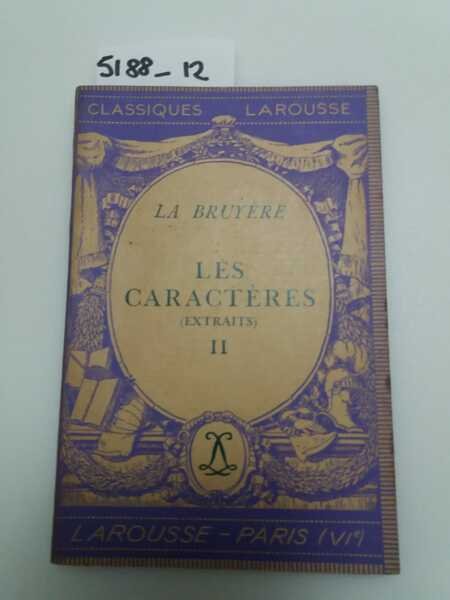 5188_12
CLASSIQUES LAROUSSE
LA BRUYÈRE
LES
CARACTÈRES
(EXTRAITS)
II
LAROUSSE - PARIS (VIe)